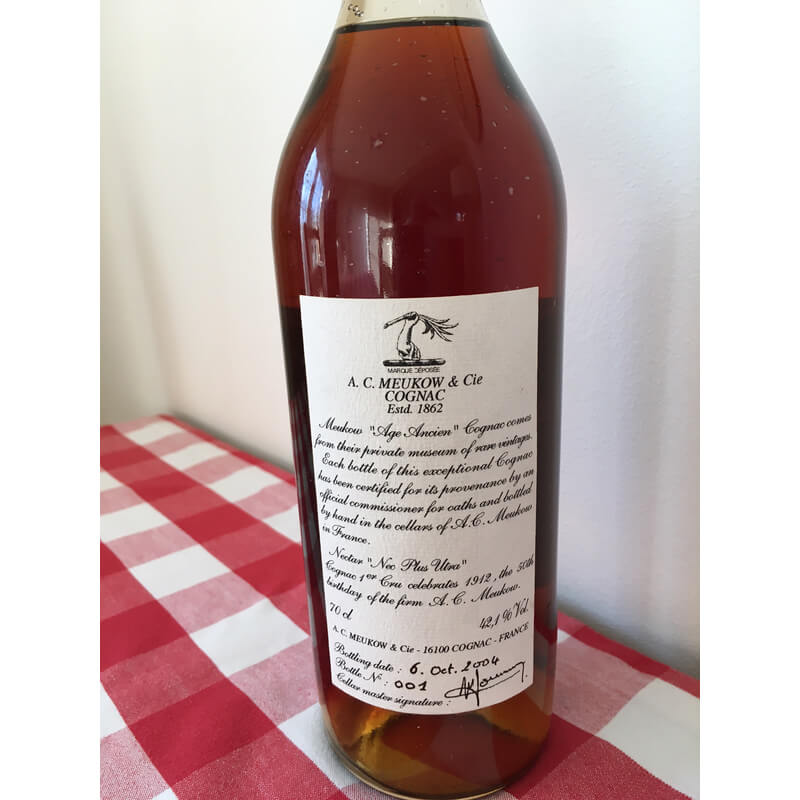 MARQUE DÉPOSÉE
A. C. MEUKOW & Cie
COGNAC
Estd. 1862
Meukow "Age Ancien" Cognac comes
from their private museum of rare vintages.
Each bottle of this exceptional Cognac
has been certified for its provenance by an
official commissioner for oaths and bottled
by hand in the cellars of A.C. Meukow
in France.
Nectar "Nec Plus Utra"
Cognac 1er Cru celebrates 1912, the 50th
birthday of the firm A. C. Meukow.
70 cl 42,1 % Vol.
A. C. MEUKOW & Cie - 16100 COGNAC - FRANCE
Bottling date : 6. Oct. 2004
Bottle N° : 001
Cellar master signature :